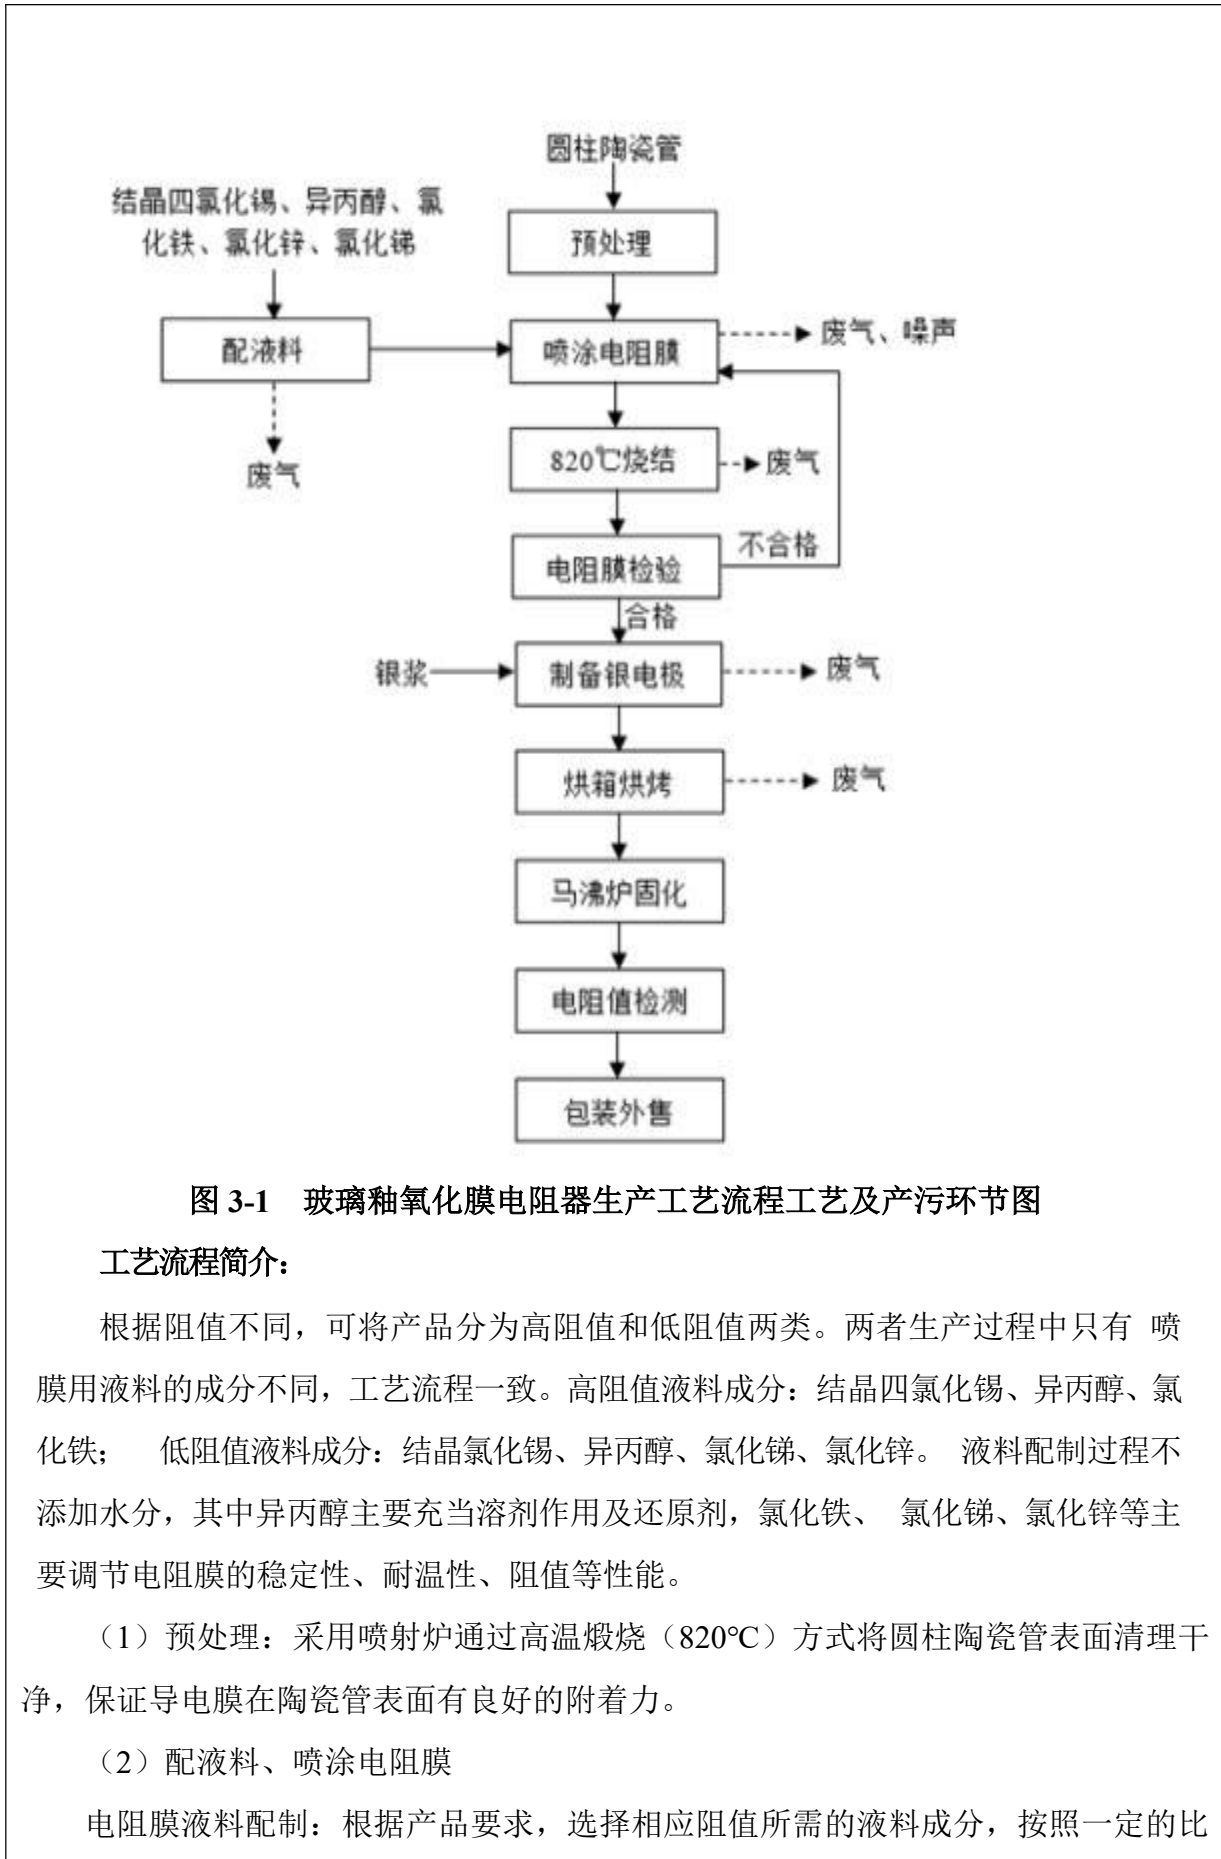 圆柱陶瓷管
结晶四氯化锡、异丙醇、氯
化铁、氯化锌、氯化锑
预处理
配液料
喷涂电阻膜
废气、噪声
废气
820℃烧结
废气
电阻膜检验
不合格
合格
银浆
制备银电极
废气
烘箱烘烤
废气
马沸炉固化
电阻值检测
包装外售
图 3-1 玻璃釉氧化膜电阻器生产工艺流程工艺及产污环节图
工艺流程简介：
根据阻值不同，可将产品分为高阻值和低阻值两类。两者生产过程中只有 喷
膜用液料的成分不同，工艺流程一致。高阻值液料成分：结晶四氯化锡、异丙醇、氯
化铁； 低阻值液料成分：结晶氯化锡、异丙醇、氯化锑、氯化锌。 液料配制过程不
添加水分，其中异丙醇主要充当溶剂作用及还原剂，氯化铁、 氯化锑、氯化锌等主
要调节电阻膜的稳定性、耐温性、阻值等性能。
（1）预处理：采用喷射炉通过高温煅烧（820℃）方式将圆柱陶瓷管表面清理干
净，保证导电膜在陶瓷管表面有良好的附着力。
（2）配液料、喷涂电阻膜
电阻膜液料配制：根据产品要求，选择相应阻值所需的液料成分，按照一定的比